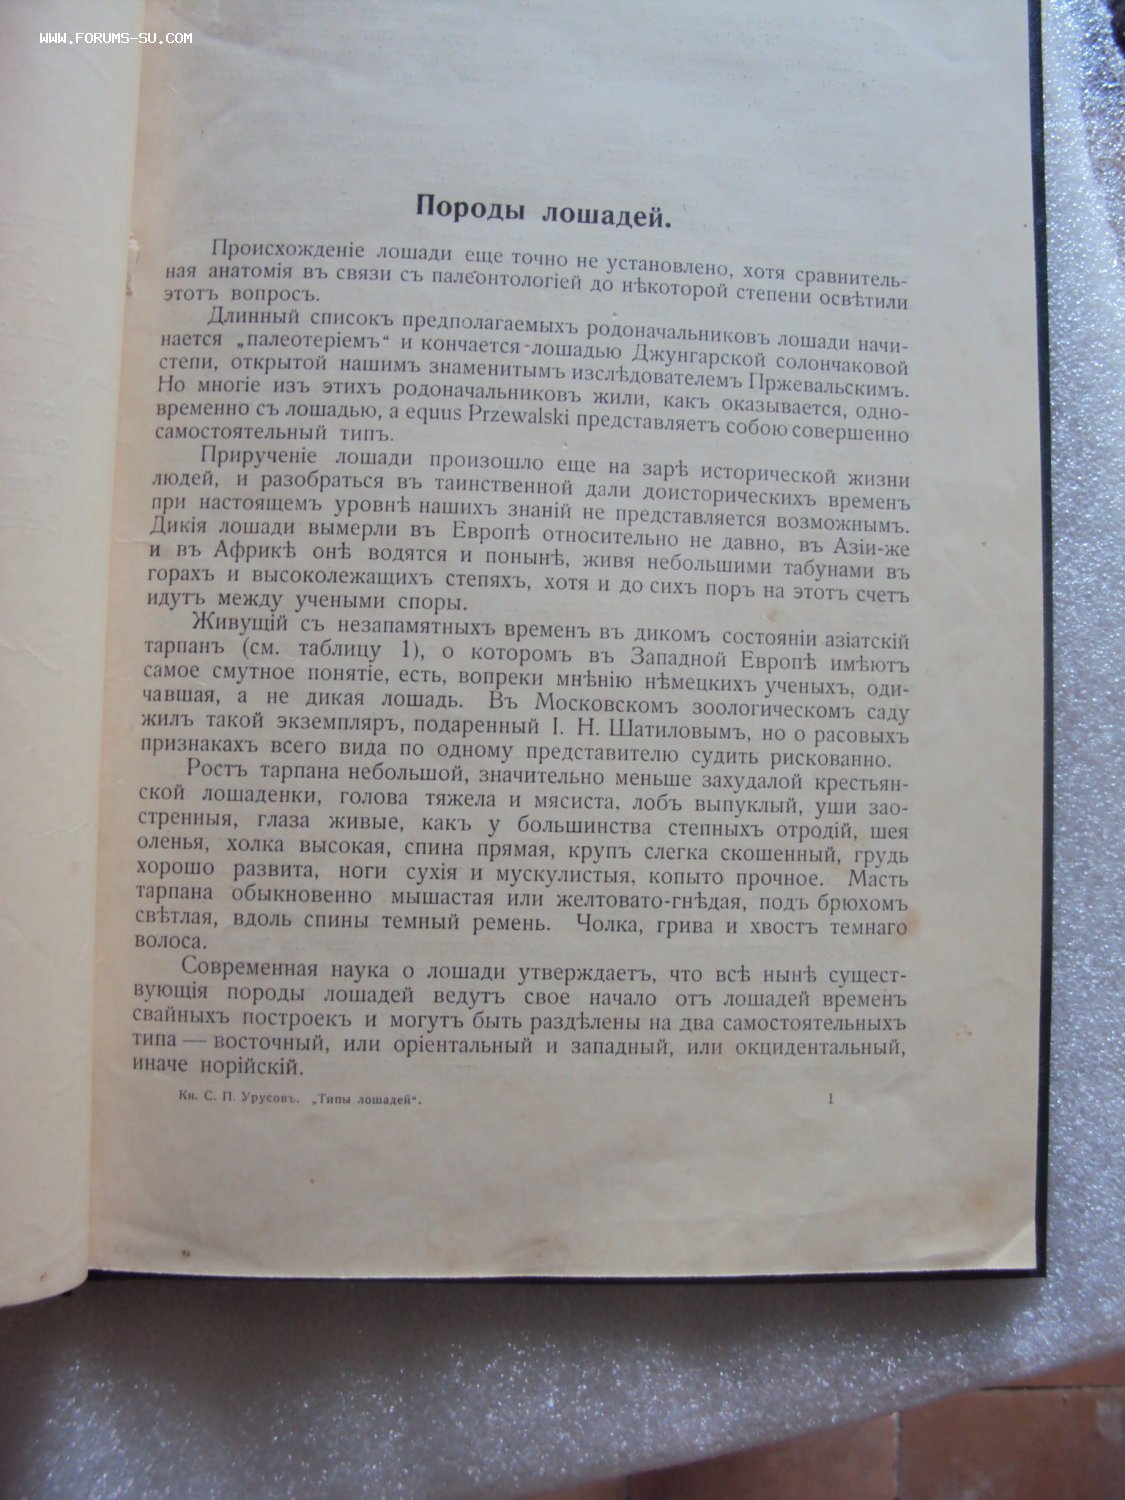 WWW.FORUMS-SU.COM
Породы лошадей.
Происхожденіе лошади еще точно не установлено, хотя сравнитель-
ная анатомія въ связи съ палеонтологіей до нѣкоторой степени освѣтили
этотъ вопросъ.
Длинный списокъ предполагаемыхъ родоначальниковъ лошади начи-
нается „палеотеріемъ“ и кончается лошадью Джунгарской солончаковой
степи, открытой нашимъ знаменитымъ изслѣдователемъ Пржевальскимъ.
Но многіе изъ этихъ родоначальниковъ жили, какъ оказывается, одно-
временно съ лошадью, а equus Przewalski представляетъ собою совершенно
самостоятельный типъ.
Прирученіе лошади произошло еще на зарѣ исторической жизни
людей, и разобраться въ таинственной дали доисторическихъ временъ
при настоящемъ уровнѣ нашихъ знаній не представляется возможнымъ.
Дикія лошади вымерли въ Европѣ относительно не давно, въ Азіи-же
и въ Африкѣ онѣ водятся и понынѣ, живя небольшими табунами въ
горахъ и высоколежащихъ степяхъ, хотя и до сихъ поръ на этотъ счетъ
идутъ между учеными споры.
Живущій съ незапамятныхъ временъ въ дикомъ состояніи азіатскій
тарпанъ (см. таблицу 1), о которомъ въ Западной Европѣ имѣютъ
самое смутное понятіе, есть, вопреки мнѣнію нѣмецкихъ ученыхъ, оди-
чавшая, а не дикая лошадь. Въ Московскомъ зоологическомъ саду
жилъ такой экземпляръ, подаренный І. Н. Шатиловымъ, но о расовыхъ
признакахъ всего вида по одному представителю судить рискованно.
Ростъ тарпана небольшой, значительно меньше захудалой крестьян-
ской лошаденки, голова тяжела и мясиста, лобъ выпуклый, уши зао-
стренныя, глаза живые, какъ у большинства степныхъ отродій, шея
оленья, холка высокая, спина прямая, крупъ слегка скошенный, грудь
хорошо развита, ноги сухія и мускулистыя, копыто прочное. Масть
тарпана обыкновенно мышастая или желтовато-гнѣдая, подъ брюхомъ
свѣтлая, вдоль спины темный ремень. Чолка, грива и хвостъ темнаго
волоса.
Современная наука о лошади утверждаетъ, что всѣ нынѣ сущест-
вующія породы лошадей ведутъ свое начало отъ лошадей временъ
свайныхъ построекъ и могутъ быть раздѣлены на два самостоятельныхъ
типа — восточный, или оріентальный и западный, или окцидентальный,
иначе норійскій.
Кн. С. П. Урусовъ. „Типы лошадей“. 1